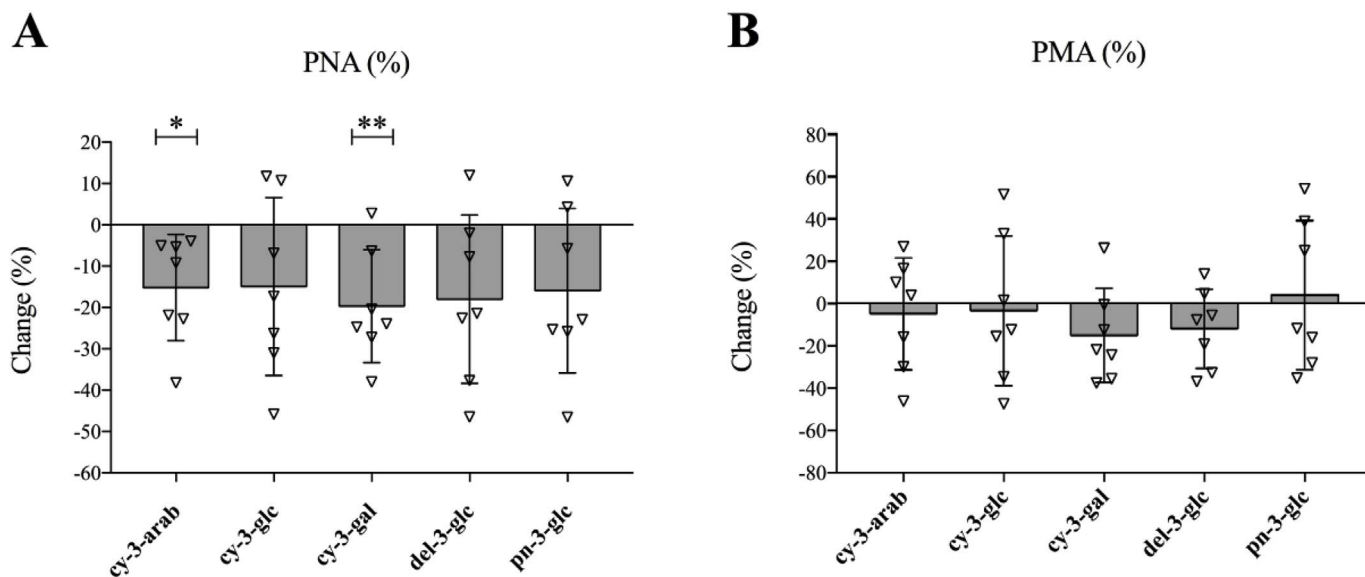 A
PNA (%)
*
**
Change (%)
20
10
0
-10
-20
-30
-40
-50
-60
cy-3-arab
cy-3-glc
cy-3-gal
del-3-glc
pn-3-glc
B
PMA (%)
Change (%)
80
60
40
20
0
-20
-40
-60
-80
cy-3-arab
cy-3-glc
cy-3-gal
del-3-glc
pn-3-glc